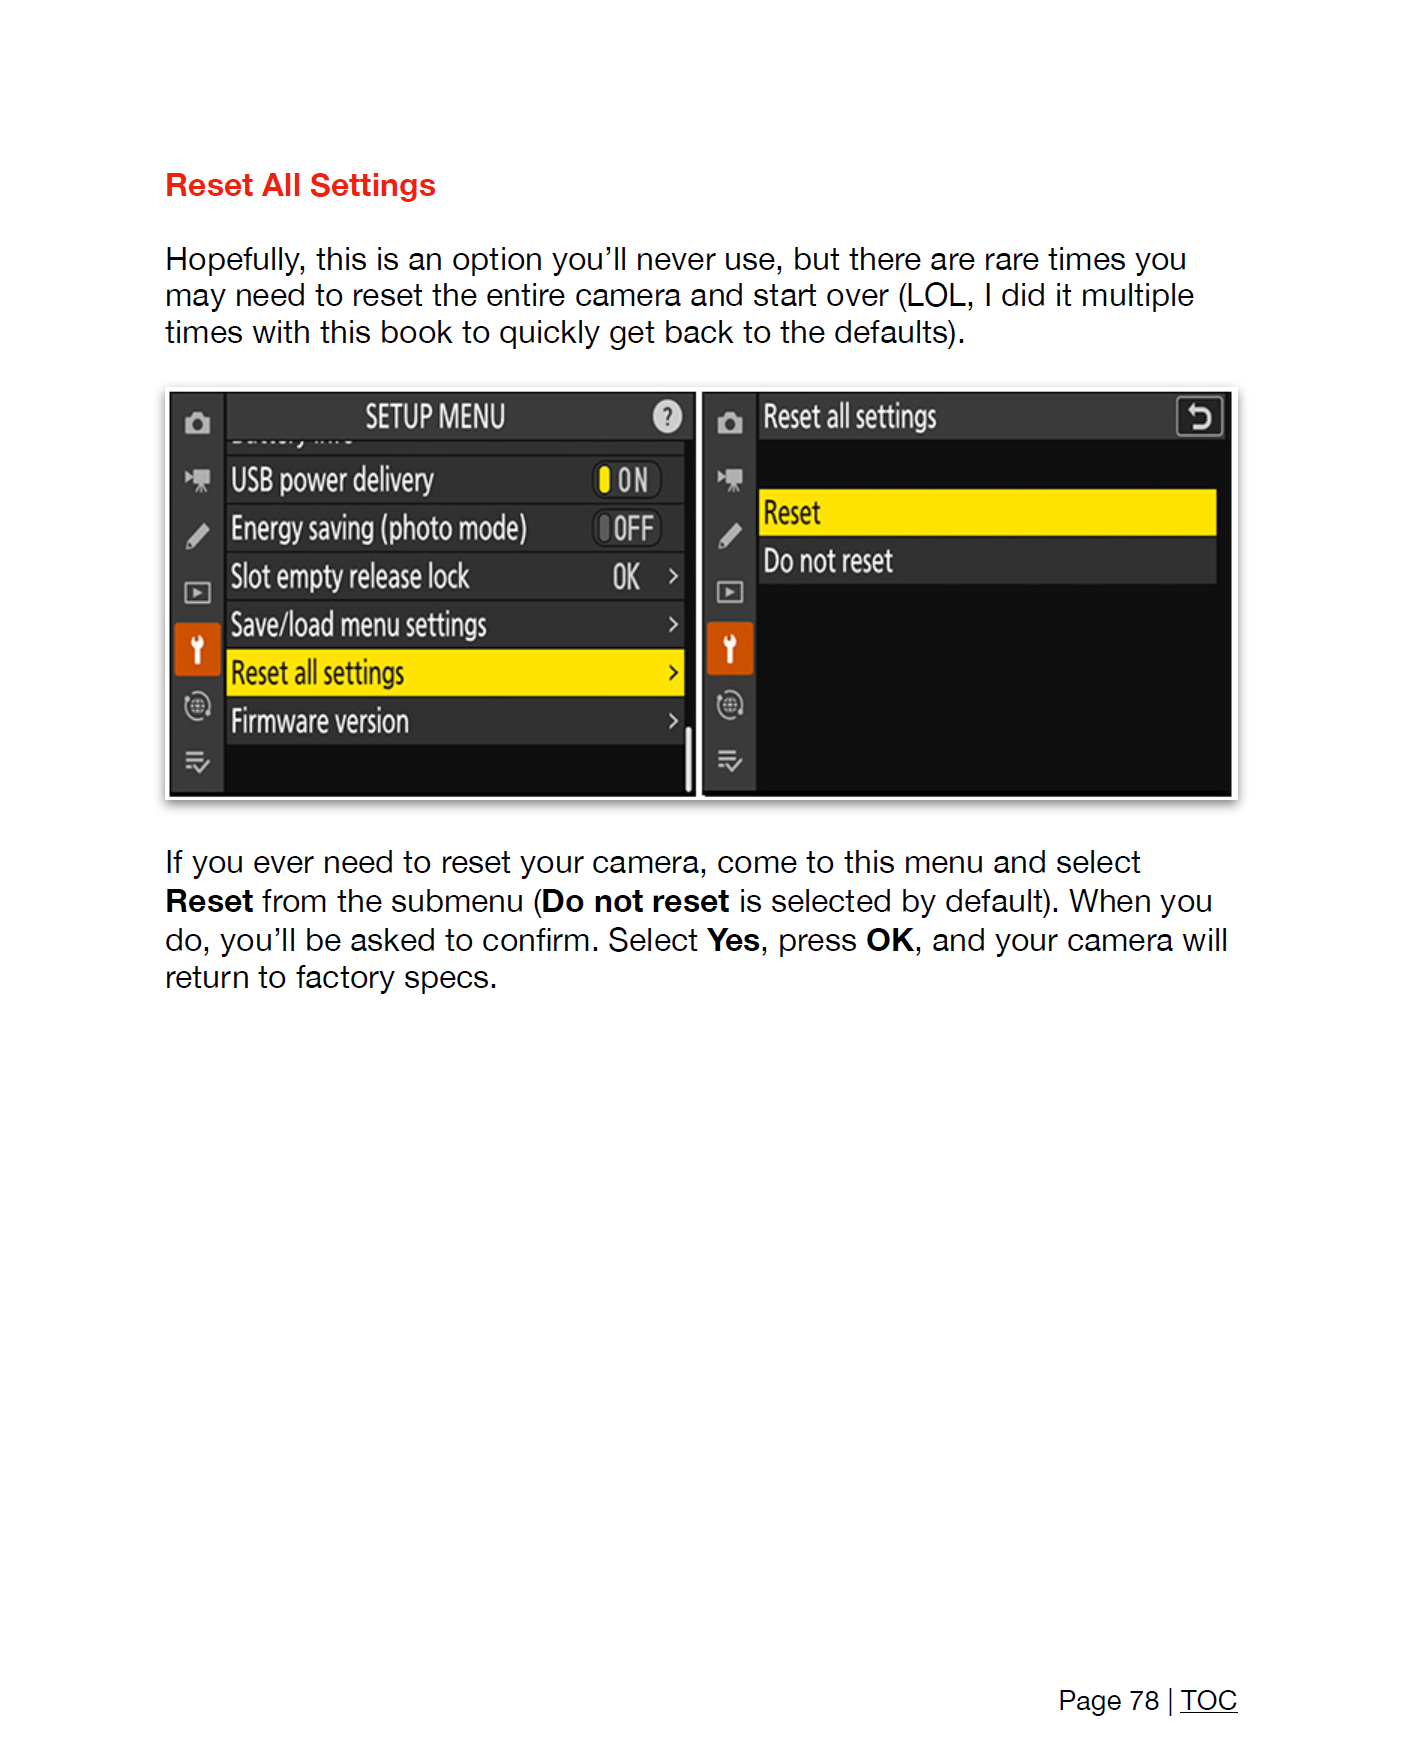 Reset All Settings
Hopefully, this is an option you’ll never use, but there are rare times you
may need to reset the entire camera and start over (LOL, I did it multiple
times with this book to quickly get back to the defaults).
SETUP MENU ?
USB power delivery ON
Energy saving (photo mode) OFF
Slot empty release lock OK >
Save/load menu settings >
Reset all settings >
Firmware version >
Reset all settings
Reset
Do not reset
If you ever need to reset your camera, come to this menu and select
Reset from the submenu (Do not reset is selected by default). When you
do, you’ll be asked to confirm. Select Yes, press OK, and your camera will
return to factory specs.
Page 78 | TOC